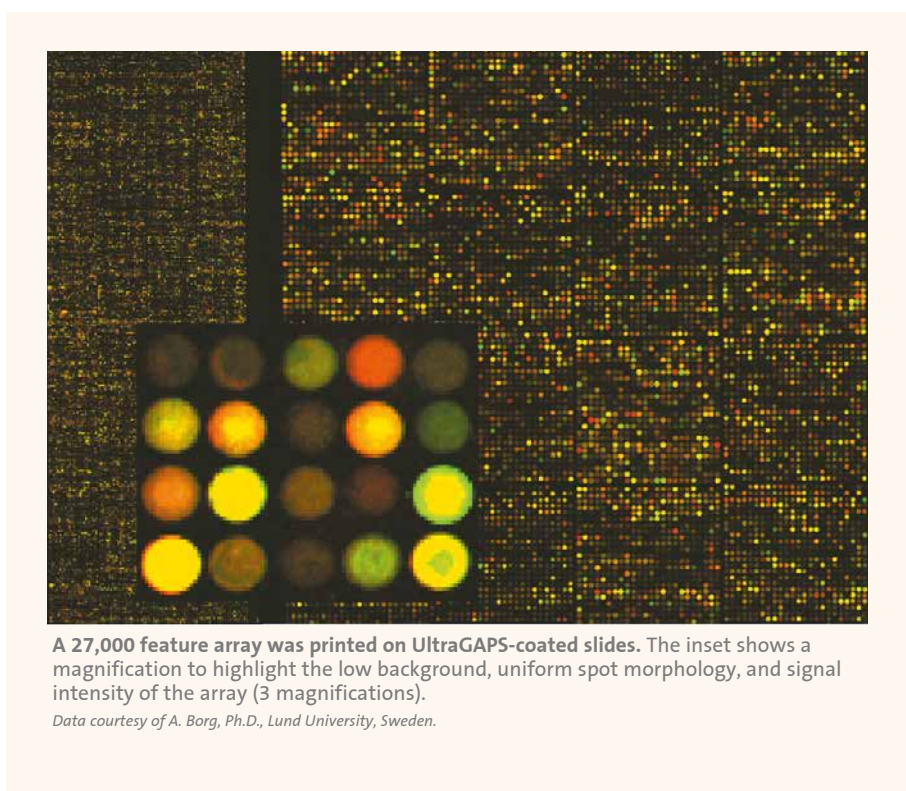 A 27,000 feature array was printed on UltraGAPS-coated slides. The inset shows a
magnification to highlight the low background, uniform spot morphology, and signal
intensity of the array (3 magnifications).
Data courtesy of A. Borg, Ph.D., Lund University, Sweden.